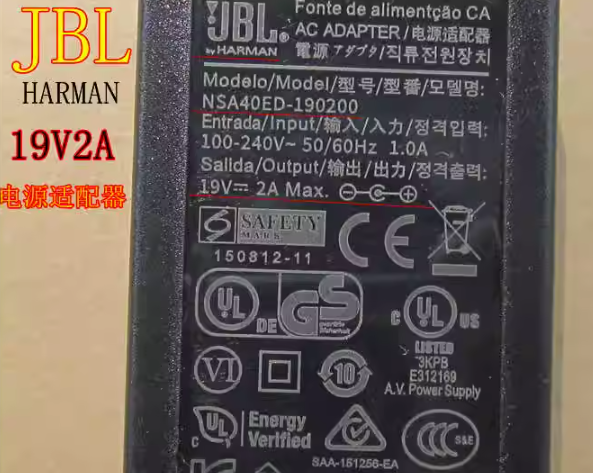 JBL
HARMAN
19V2A
电源适配器
JBL
by HARMAN
Fonte de alimentção CA
AC ADAPTER/电源适配器
電源 アダプタ/직류전원장치
Modelo/Model/型号/型番/모델명:
NSA40ED-190200
Entrada/Input/输入/入力/정격입력:
100-240V~ 50/60Hz 1.0A
Salida/Output/输出/出力/정격출력:
19V 2A Max.
SAFETY
MARK
150812-11
CE
UL DE
GS
geprüfte
Sicherheit
C UL US
LISTED
3KPB
E312169
A.V. Power Supply
VI
10
C UL
Energy
Verified
SAA-151256-EA
CCC S&E